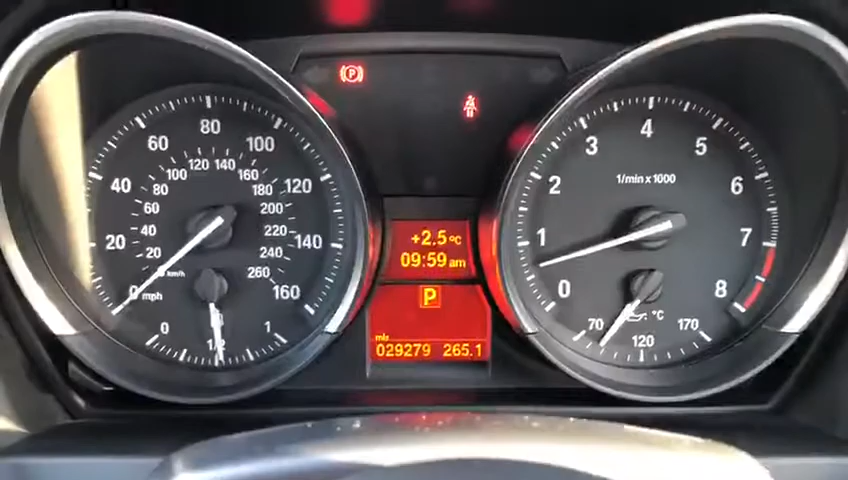 (P)
60 80 100
40 120
20 140
0 mph 160
100 120 140 160
80 180
60 200
40 220
20 240
km/h 260
0 1/2 1
+2.5°C
09:59 am
P
mls
029279 265.1
1/min x 1000
3 4 5
2 6
1 7
0 8
°C
70 120 170